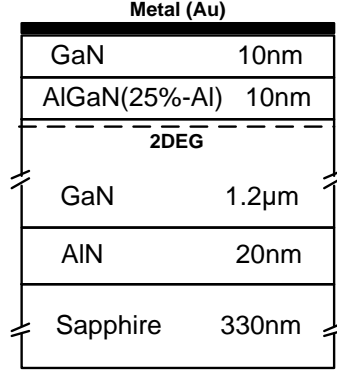 Metal (Au)
GaN 10nm
AlGaN(25%-Al) 10nm
2DEG
GaN 1.2µm
AlN 20nm
Sapphire 330nm